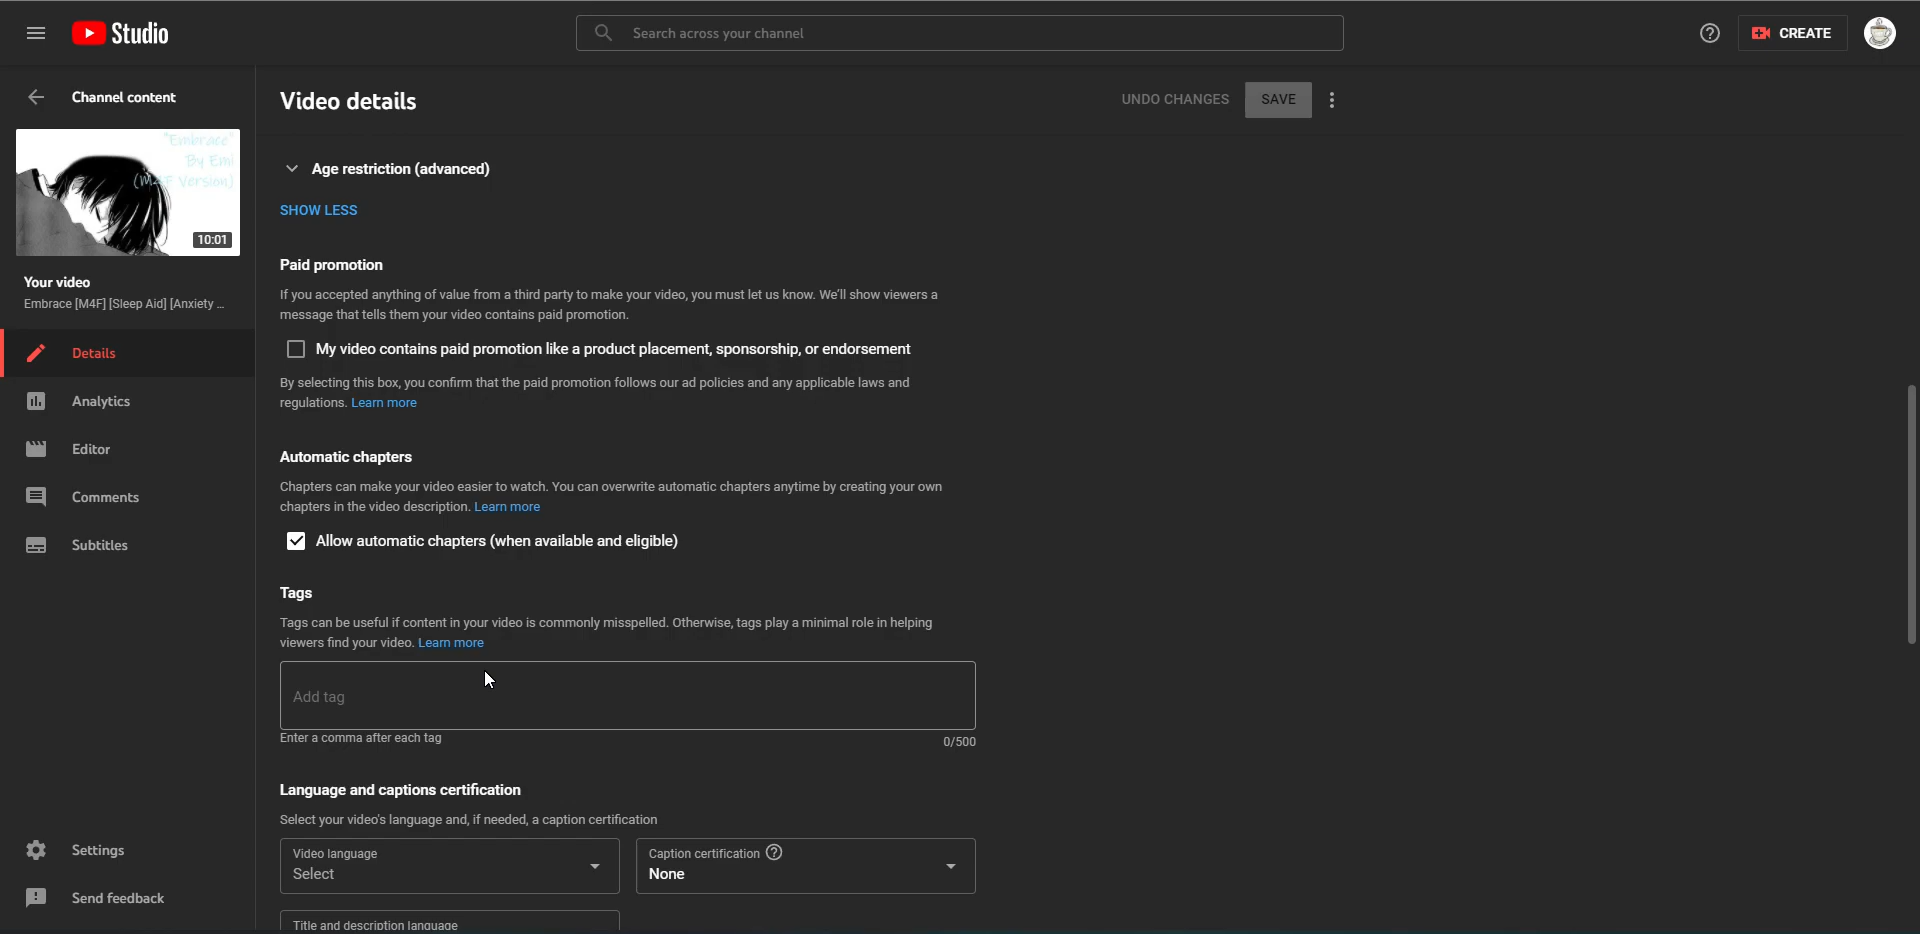 Studio
Search across your channel
CREATE
Channel content
Video details
UNDO CHANGES
SAVE
"Embrace"
By Emi
(M4F Version)
10:01
Your video
Embrace [M4F] [Sleep Aid] [Anxiety ...
Details
Analytics
Editor
Comments
Subtitles
Settings
Send feedback
Age restriction (advanced)
SHOW LESS
Paid promotion
If you accepted anything of value from a third party to make your video, you must let us know. We'll show viewers a
message that tells them your video contains paid promotion.
My video contains paid promotion like a product placement, sponsorship, or endorsement
By selecting this box, you confirm that the paid promotion follows our ad policies and any applicable laws and
regulations. Learn more
Automatic chapters
Chapters can make your video easier to watch. You can overwrite automatic chapters anytime by creating your own
chapters in the video description. Learn more
Allow automatic chapters (when available and eligible)
Tags
Tags can be useful if content in your video is commonly misspelled. Otherwise, tags play a minimal role in helping
viewers find your video. Learn more
Add tag
Enter a comma after each tag
0/500
Language and captions certification
Select your video's language and, if needed, a caption certification
Video language
Select
Caption certification
None
Title and description language